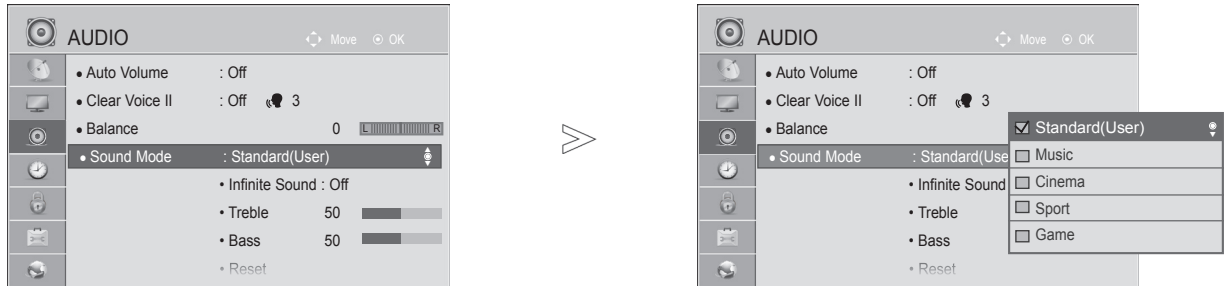 AUDIO Move OK
• Auto Volume : Off
• Clear Voice II : Off 3
• Balance 0 L R
• Sound Mode : Standard(User)
• Infinite Sound : Off
• Treble 50
• Bass 50
• Reset
>
AUDIO Move OK
• Auto Volume : Off
• Clear Voice II : Off 3
• Balance
• Sound Mode : Standard(Use
• Infinite Sound
• Treble
• Bass
• Reset
Standard(User)
Music
Cinema
Sport
Game